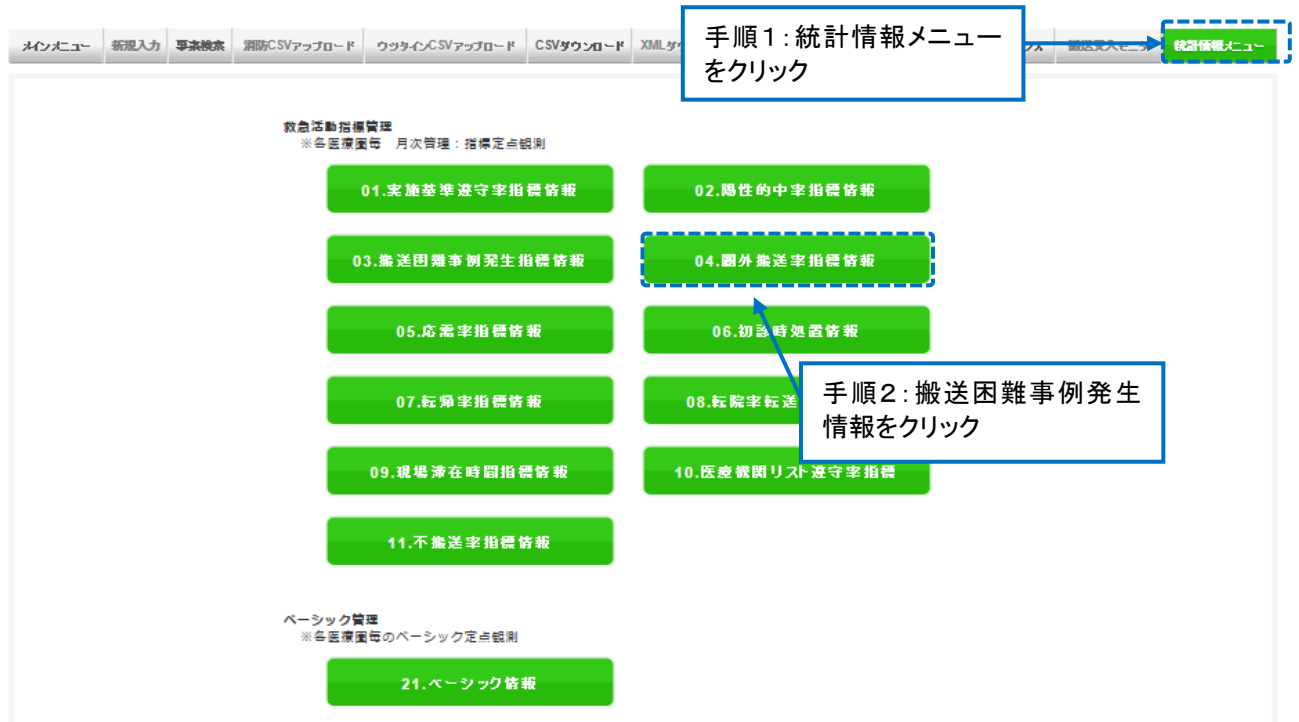 メインメニュー 新規入力 事案検索 消防CSVアップロード ウツタインCSVアップロード CSVダウンロード XMLダウ
手順1:統計情報メニュー
をクリック
統計情報メニュー
救急活動指標管理
※各医療圏毎 月次管理:指標定点観測
01.実施基準遵守率指標情報
02.陽性的中率指標情報
03.搬送困難事例発生指標情報
04.圏外搬送率指標情報
05.応需率指標情報
06.初診時処置情報
手順2:搬送困難事例発生
情報をクリック
07.転帰率指標情報
08.転院率転送
09.現場滞在時間指標情報
10.医療機関リスト遵守率指標
11.不搬送率指標情報
ベーシック管理
※各医療圏毎のベーシック定点観測
21.ベーシック情報